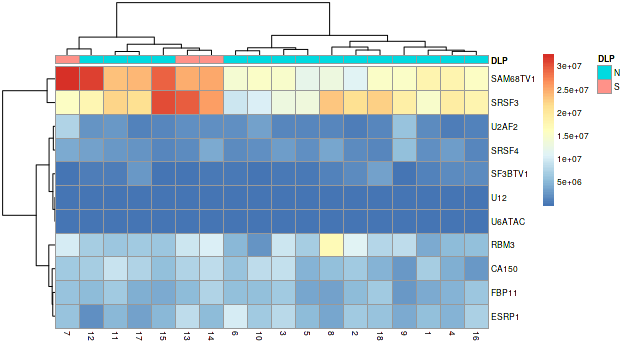 DLP
SAM68TV1
SRSF3
U2AF2
SRSF4
SF3BTV1
U12
U6ATAC
RBM3
CA150
FBP11
ESRP1
7 12 11 17 15 13 14 6 10 3 5 8 2 18 9 1 4 16
3e+07
2.5e+07
2e+07
1.5e+07
1e+07
5e+06
DLP
N
S